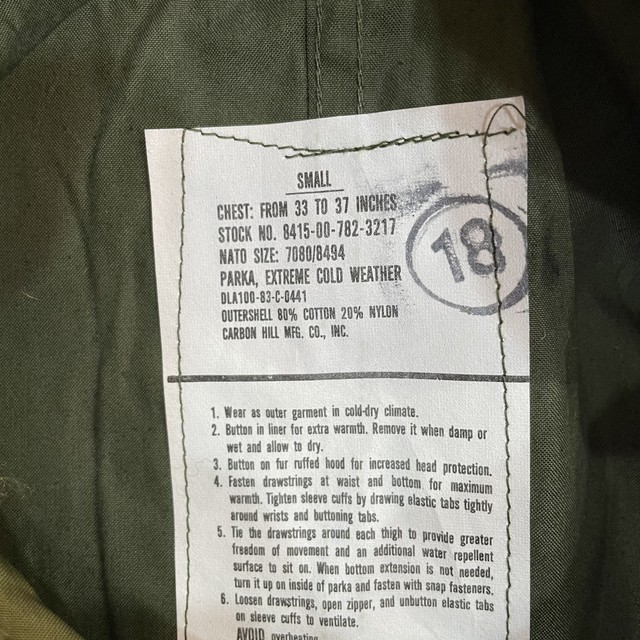 SMALL
CHEST: FROM 33 TO 37 INCHES
STOCK NO. 8415-00-782-3217
NATO SIZE: 7080/8494
PARKA, EXTREME COLD WEATHER
DLA100-83-C-0441
OUTERSHELL 80% COTTON 20% NYLON
CARBON HILL MFG. CO., INC.
18
1. Wear as outer garment in cold-dry climate.
2. Button in liner for extra warmth. Remove it when damp or
wet and allow to dry.
3. Button on fur ruffed hood for increased head protection.
4. Fasten drawstrings at waist and bottom for maximum
warmth. Tighten sleeve cuffs by drawing elastic tabs tightly
around wrists and buttoning tabs.
5. Tie the drawstrings around each thigh to provide greater
freedom of movement and an additional water repellent
surface to sit on. When bottom extension is not needed,
turn it up on inside of parka and fasten with snap fasteners.
6. Loosen drawstrings, open zipper, and unbutton elastic tabs
on sleeve cuffs to ventilate.
AVOID overheating